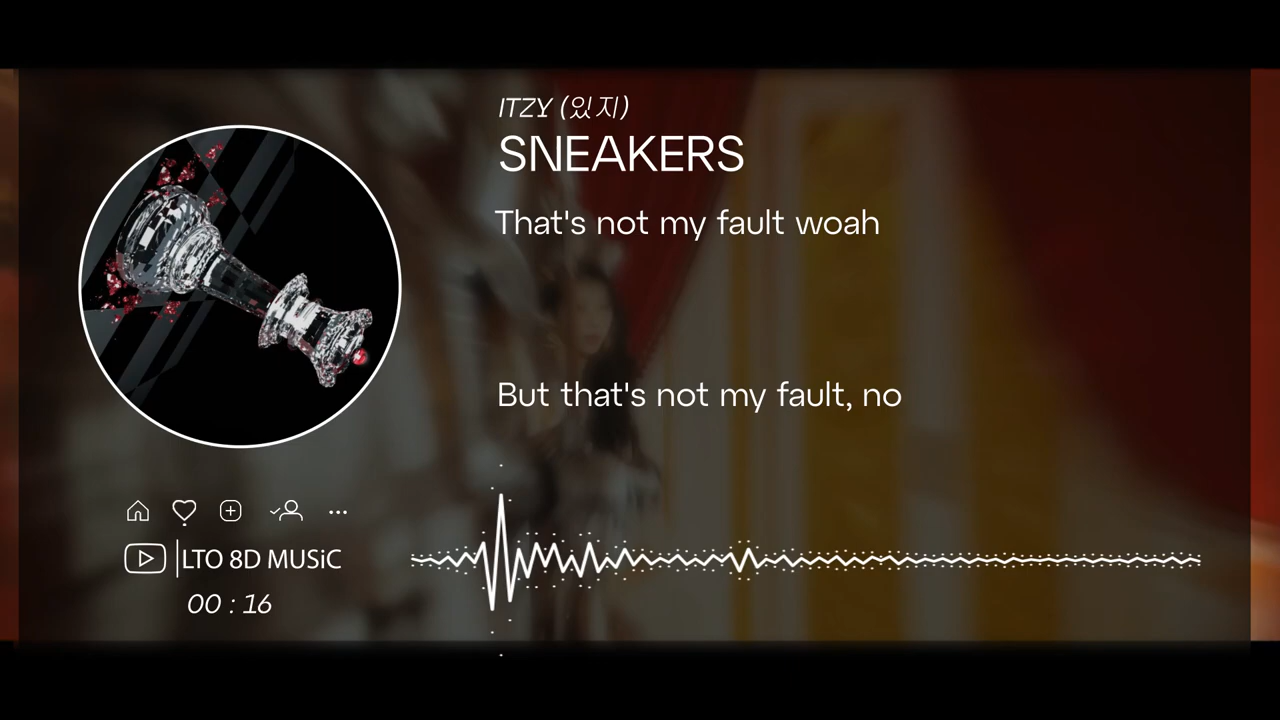 ITZY (있지)
SNEAKERS
That's not my fault woah
But that's not my fault, no
LTO 8D MUSiC
00 : 16